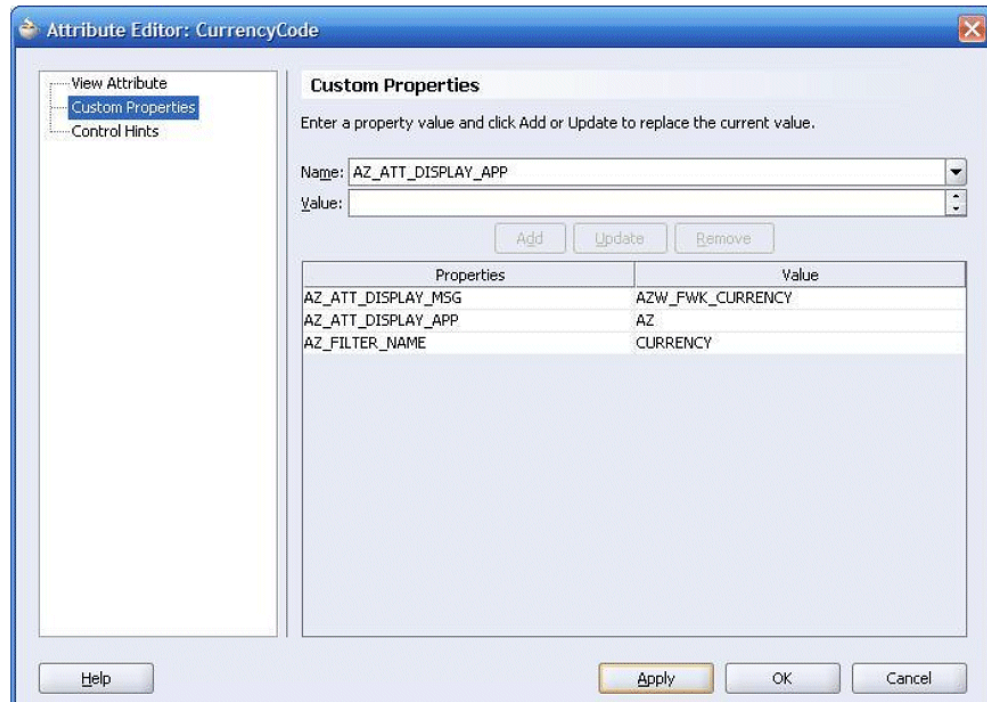 Attribute Editor: CurrencyCode
View Attribute
Custom Properties
Control Hints
Custom Properties
Enter a property value and click Add or Update to replace the current value.
Name: AZ_ATT_DISPLAY_APP
Value:
Add Update Remove
Properties Value
AZ_ATT_DISPLAY_MSG AZW_FWK_CURRENCY
AZ_ATT_DISPLAY_APP AZ
AZ_FILTER_NAME CURRENCY
Help Apply OK Cancel